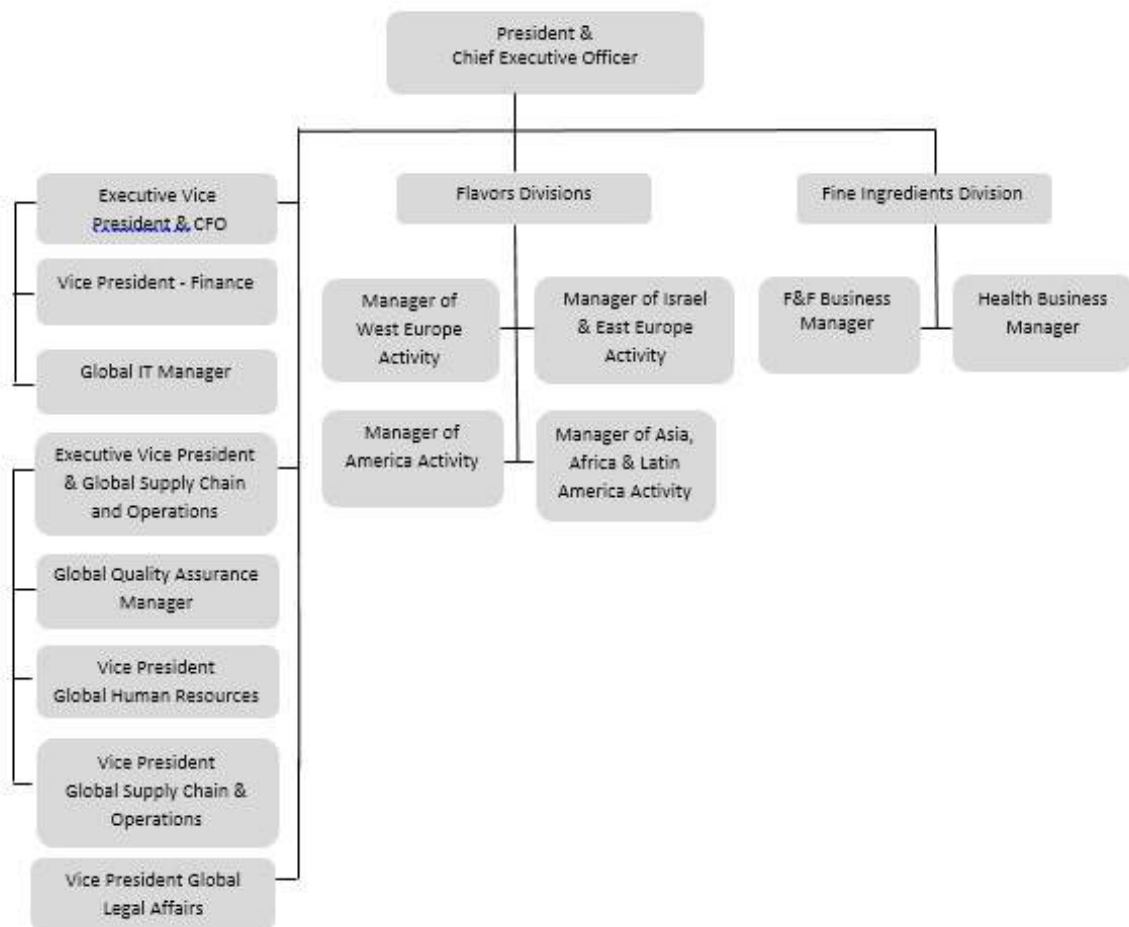 President &
Chief Executive Officer
Executive Vice
President & CFO
Flavors Divisions
Fine Ingredients Division
Vice President - Finance
Manager of
West Europe
Activity
Manager of Israel
& East Europe
Activity
F&F Business
Manager
Health Business
Manager
Global IT Manager
Manager of
America Activity
Manager of Asia,
Africa & Latin
America Activity
Executive Vice President
& Global Supply Chain
and Operations
Global Quality Assurance
Manager
Vice President
Global Human Resources
Vice President
Global Supply Chain &
Operations
Vice President Global
Legal Affairs